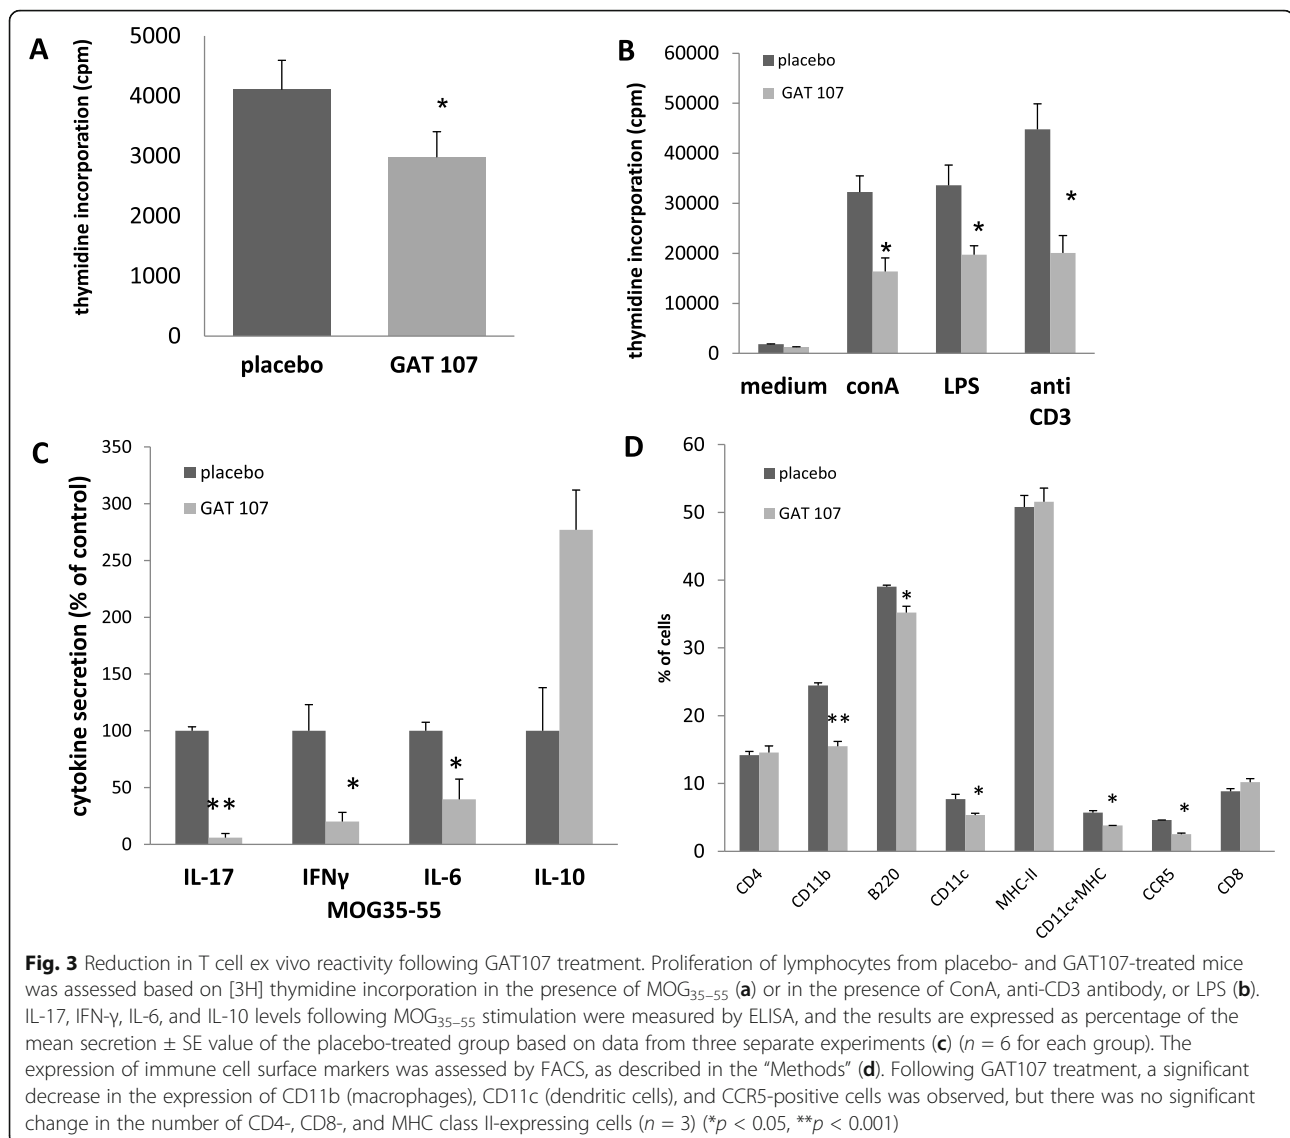 A
thymidine incorporation (cpm)
5000
4000
3000
2000
1000
0
*
placebo
GAT 107
B
thymidine incorporation (cpm)
60000
50000
40000
30000
20000
10000
0
placebo
GAT 107
*
*
*
medium
conA
LPS
anti
CD3
C
cytokine secretion (% of control)
350
300
250
200
150
100
50
0
placebo
GAT 107
**
*
*
IL-17
IFNγ
IL-6
IL-10
MOG35-55
D
% of cells
60
50
40
30
20
10
0
placebo
GAT 107
**
*
*
*
*
CD4
CD11b
B220
CD11c
MHC-II
CD11c+MHC
CCR5
CD8
Fig. 3 Reduction in T cell ex vivo reactivity following GAT107 treatment. Proliferation of lymphocytes from placebo- and GAT107-treated mice
was assessed based on [3H] thymidine incorporation in the presence of MOG35–55 (a) or in the presence of ConA, anti-CD3 antibody, or LPS (b).
IL-17, IFN-γ, IL-6, and IL-10 levels following MOG35–55 stimulation were measured by ELISA, and the results are expressed as percentage of the
mean secretion ± SE value of the placebo-treated group based on data from three separate experiments (c) (n = 6 for each group). The
expression of immune cell surface markers was assessed by FACS, as described in the “Methods” (d). Following GAT107 treatment, a significant
decrease in the expression of CD11b (macrophages), CD11c (dendritic cells), and CCR5-positive cells was observed, but there was no significant
change in the number of CD4-, CD8-, and MHC class II-expressing cells (n = 3) (*p < 0.05, **p < 0.001)